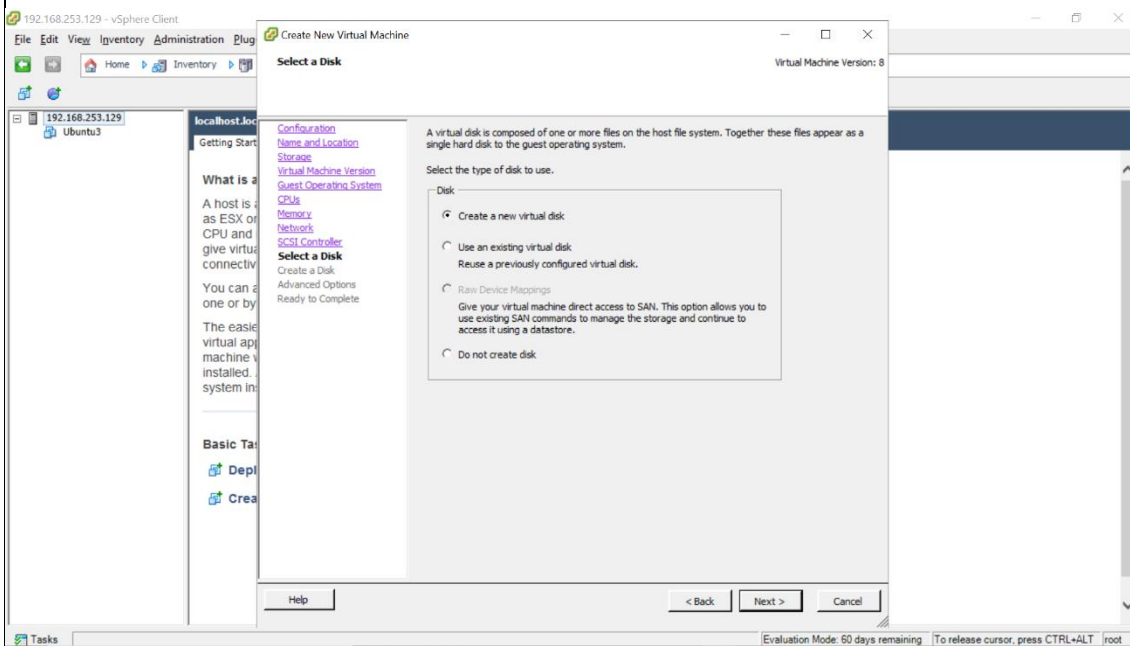 192.168.253.129 - vSphere Client
File Edit View Inventory Administration Plug
Home Inventory
192.168.253.129
Ubuntu3
localhost.loc
Getting Start
What is a
A host is a
as ESX or
CPU and
give virtua
connectiv
You can a
one or by
The easie
virtual app
machine v
installed.
system ins
Basic Tas
Depl
Crea
Create New Virtual Machine
Select a Disk
Virtual Machine Version: 8
Configuration
Name and Location
Storage
Virtual Machine Version
Guest Operating System
CPUs
Memory
Network
SCSI Controller
Select a Disk
Create a Disk
Advanced Options
Ready to Complete
A virtual disk is composed of one or more files on the host file system. Together these files appear as a
single hard disk to the guest operating system.
Select the type of disk to use.
Disk
Create a new virtual disk
Use an existing virtual disk
Reuse a previously configured virtual disk.
Raw Device Mappings
Give your virtual machine direct access to SAN. This option allows you to
use existing SAN commands to manage the storage and continue to
access it using a datastore.
Do not create disk
Help
< Back
Next >
Cancel
Tasks
Evaluation Mode: 60 days remaining
To release cursor, press CTRL+ALT
root